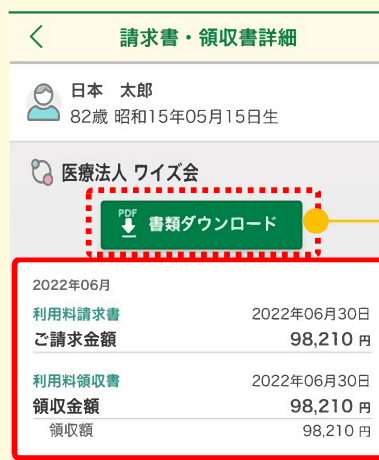 請求書・領収書詳細
日本 太郎
82歳 昭和15年05月15日生
医療法人 ワイズ会
PDF 書類ダウンロード
2022年06月
利用料請求書 2022年06月30日
ご請求金額 98,210 円
利用料領収書 2022年06月30日
領収金額 98,210 円
領収額 98,210 円